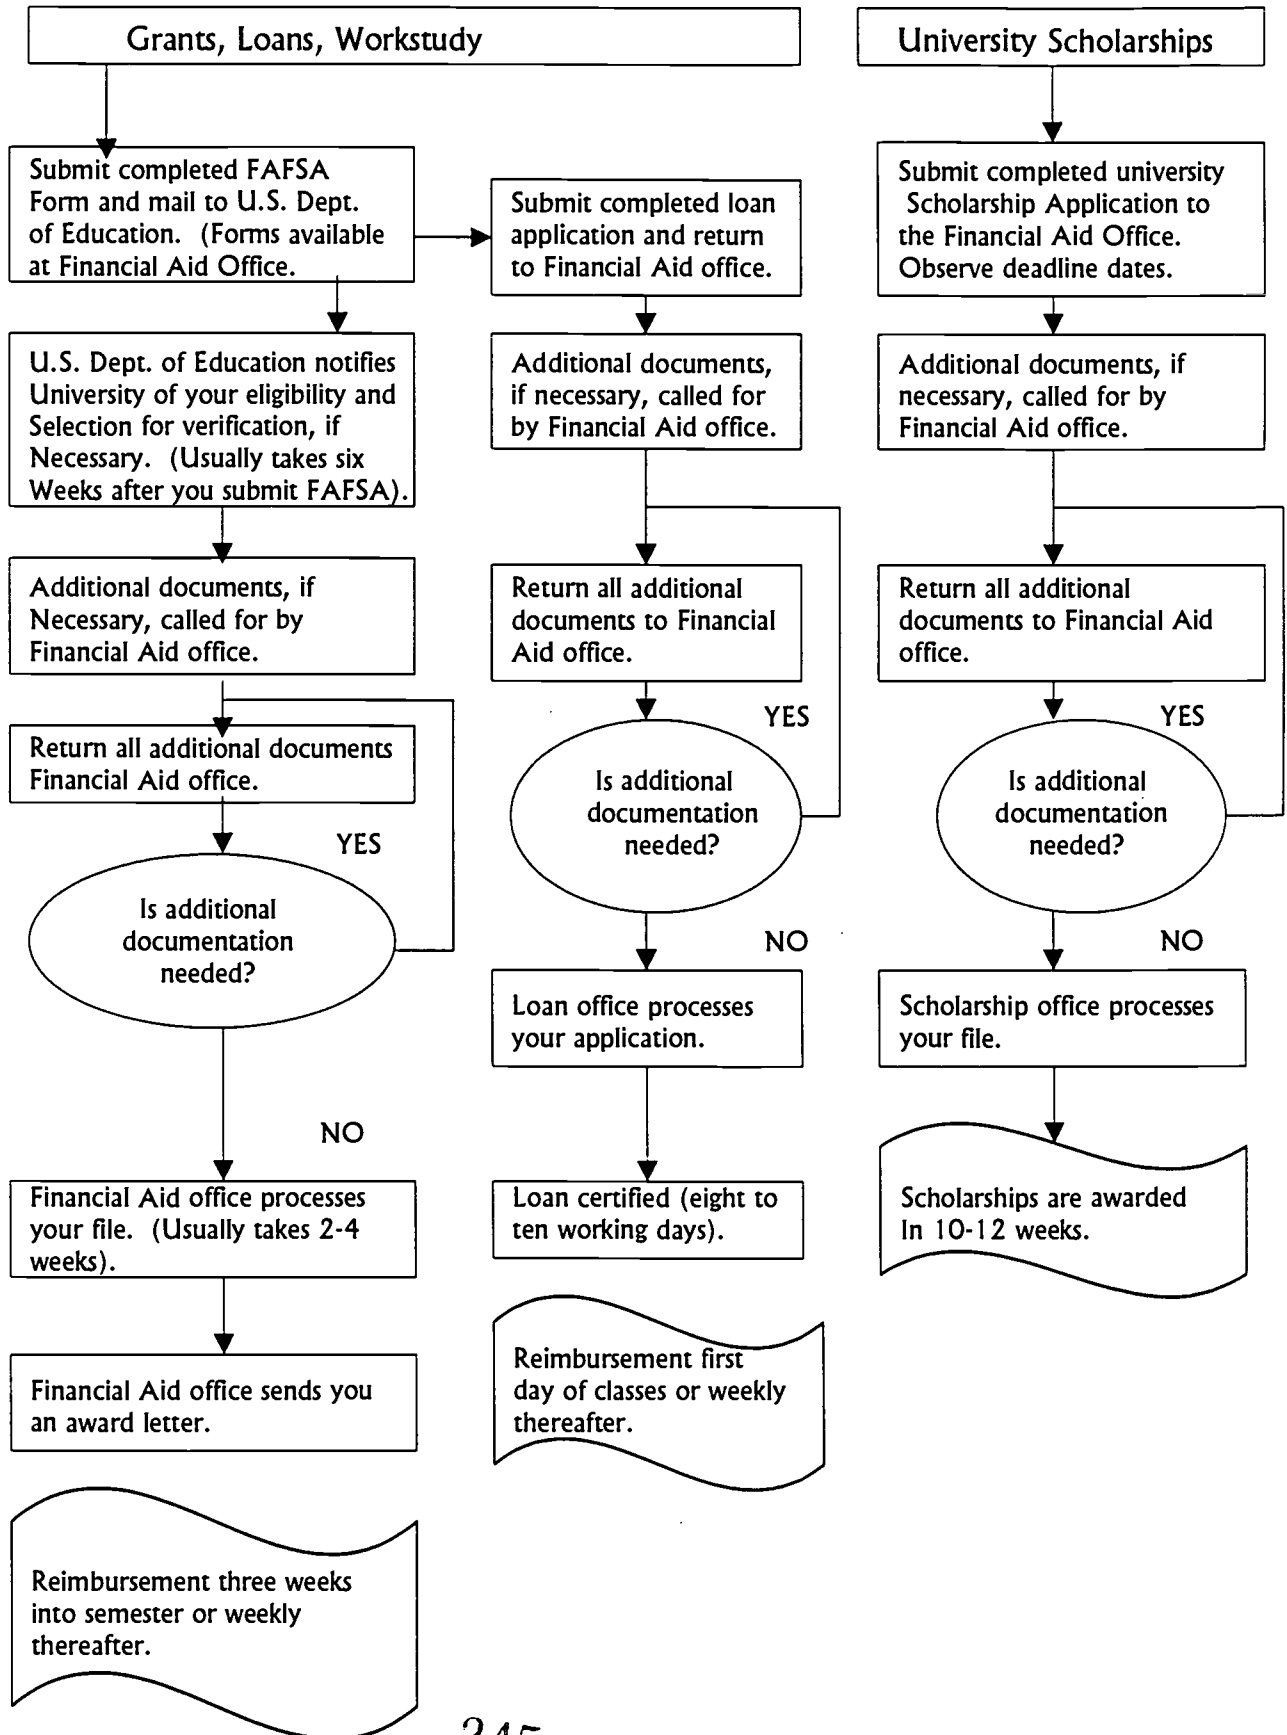 Grants, Loans, Workstudy
Submit completed FAFSA
Form and mail to U.S. Dept.
of Education. (Forms available
at Financial Aid Office.
U.S. Dept. of Education notifies
University of your eligibility and
Selection for verification, if
Necessary. (Usually takes six
Weeks after you submit FAFSA).
Additional documents, if
Necessary, called for by
Financial Aid office.
Return all additional documents
Financial Aid office.
YES
Is additional
documentation
needed?
NO
Financial Aid office processes
your file. (Usually takes 2-4
weeks).
Financial Aid office sends you
an award letter.
Reimbursement three weeks
into semester or weekly
thereafter.
Submit completed loan
application and return
to Financial Aid office.
Additional documents,
if necessary, called for
by Financial Aid office.
Return all additional
documents to Financial
Aid office.
YES
Is additional
documentation
needed?
NO
Loan office processes
your application.
Loan certified (eight to
ten working days).
Reimbursement first
day of classes or weekly
thereafter.
University Scholarships
Submit completed university
Scholarship Application to
the Financial Aid Office.
Observe deadline dates.
Additional documents, if
necessary, called for by
Financial Aid office.
Return all additional
documents to Financial Aid
office.
YES
Is additional
documentation
needed?
NO
Scholarship office processes
your file.
Scholarships are awarded
In 10-12 weeks.